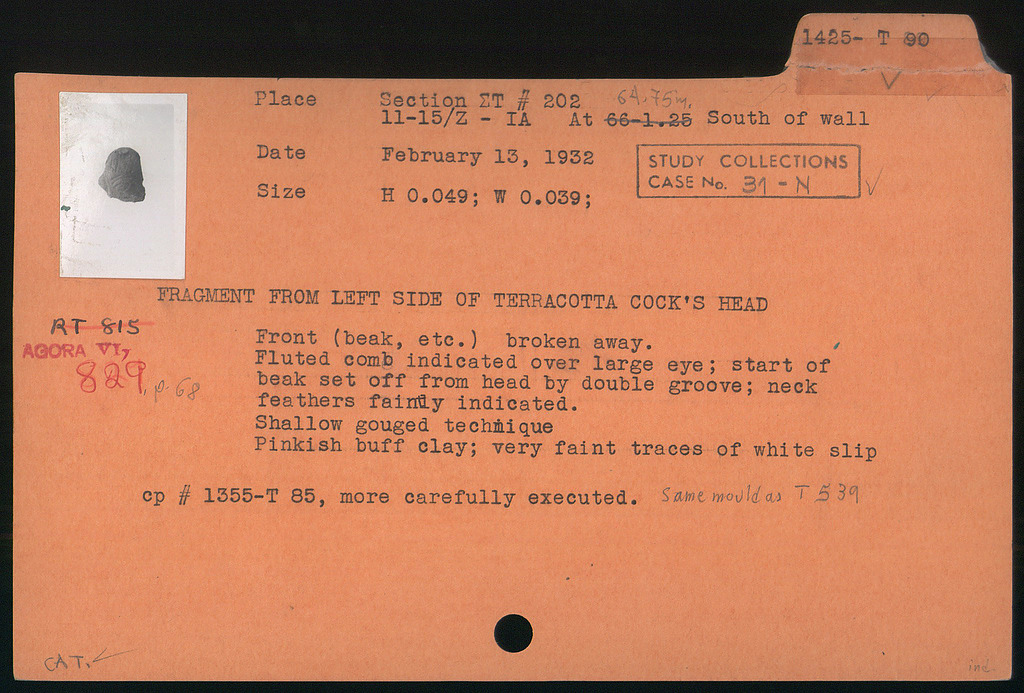 1425- T 90
Place Section ΣT # 202 64.75m.
11-15/Z - IA At 66-1.25 South of wall
Date February 13, 1932
STUDY COLLECTIONS
CASE No. 31 - N
Size H 0.049; W 0.039;
FRAGMENT FROM LEFT SIDE OF TERRACOTTA COCK'S HEAD
RT 815
AGORA VI,
829, p. 68
Front (beak, etc.) broken away.
Fluted comb indicated over large eye; start of
beak set off from head by double groove; neck
feathers faintly indicated.
Shallow gouged technique
Pinkish buff clay; very faint traces of white slip
cp # 1355-T 85, more carefully executed. Same mould as T 539
CAT.
inc